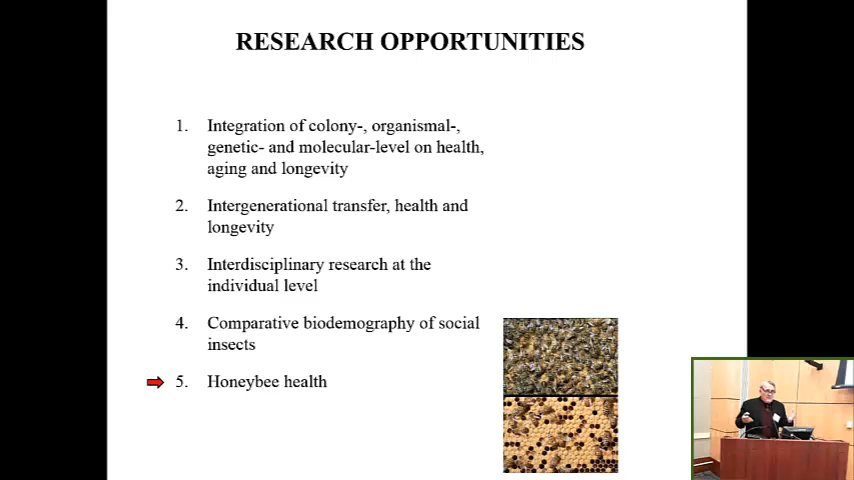 RESEARCH OPPORTUNITIES
1. Integration of colony-, organismal-,
genetic- and molecular-level on health,
aging and longevity
2. Intergenerational transfer, health and
longevity
3. Interdisciplinary research at the
individual level
4. Comparative biodemography of social
insects
5. Honeybee health